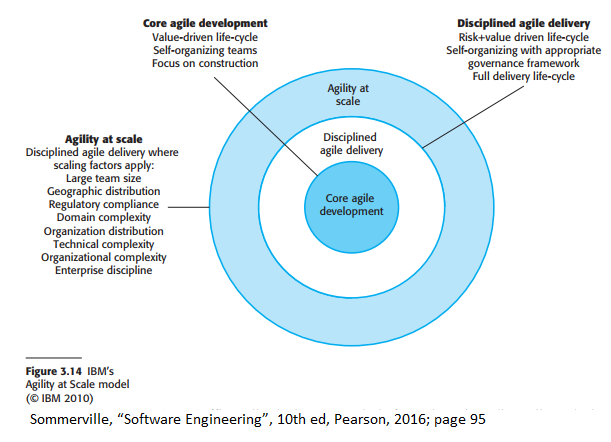 Core agile development
Value-driven life-cycle
Self-organizing teams
Focus on construction
Disciplined agile delivery
Risk+value driven life-cycle
Self-organizing with appropriate
governance framework
Full delivery life-cycle
Agility at
scale
Disciplined
agile delivery
Core agile
development
Agility at scale
Disciplined agile delivery where
scaling factors apply:
Large team size
Geographic distribution
Regulatory compliance
Domain complexity
Organization distribution
Technical complexity
Organizational complexity
Enterprise discipline
Figure 3.14 IBM's
Agility at Scale model
(© IBM 2010)
Sommerville, "Software Engineering", 10th ed, Pearson, 2016; page 95